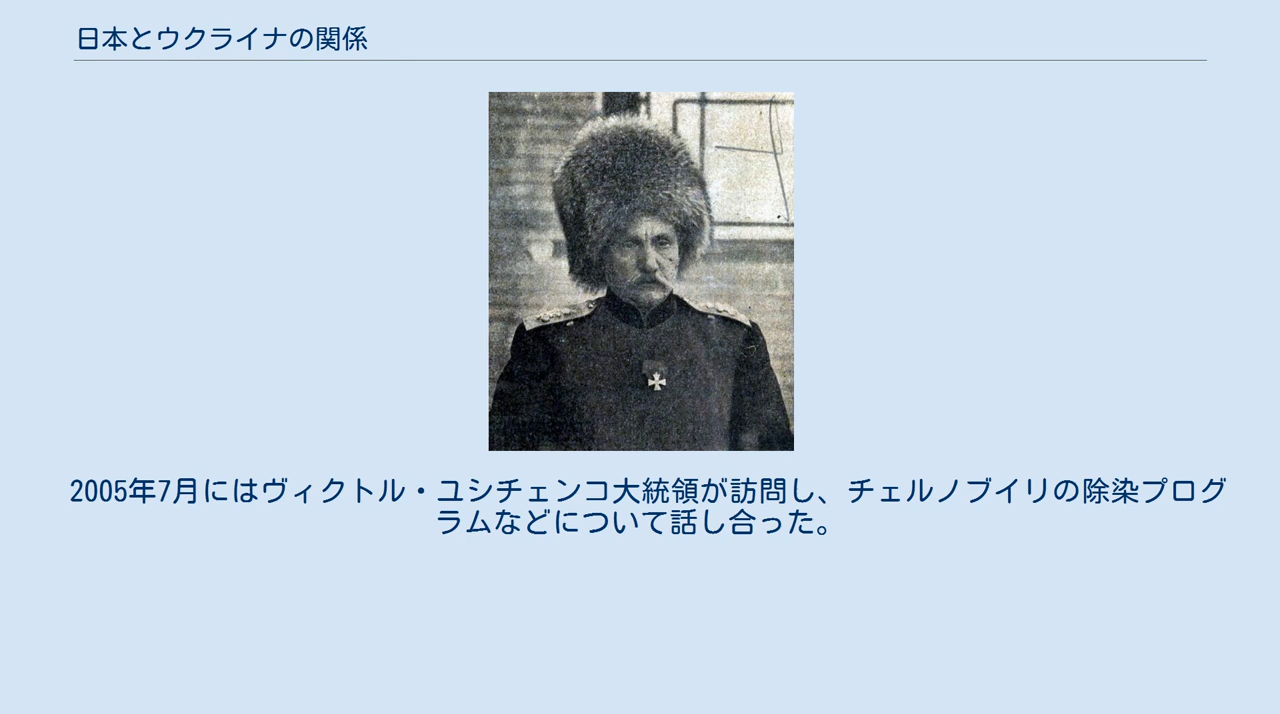 日本とウクライナの関係
2005年7月にはヴィクトル・ユシチェンコ大統領が訪問し、チェルノブイリの除染プログ
ラムなどについて話し合った。